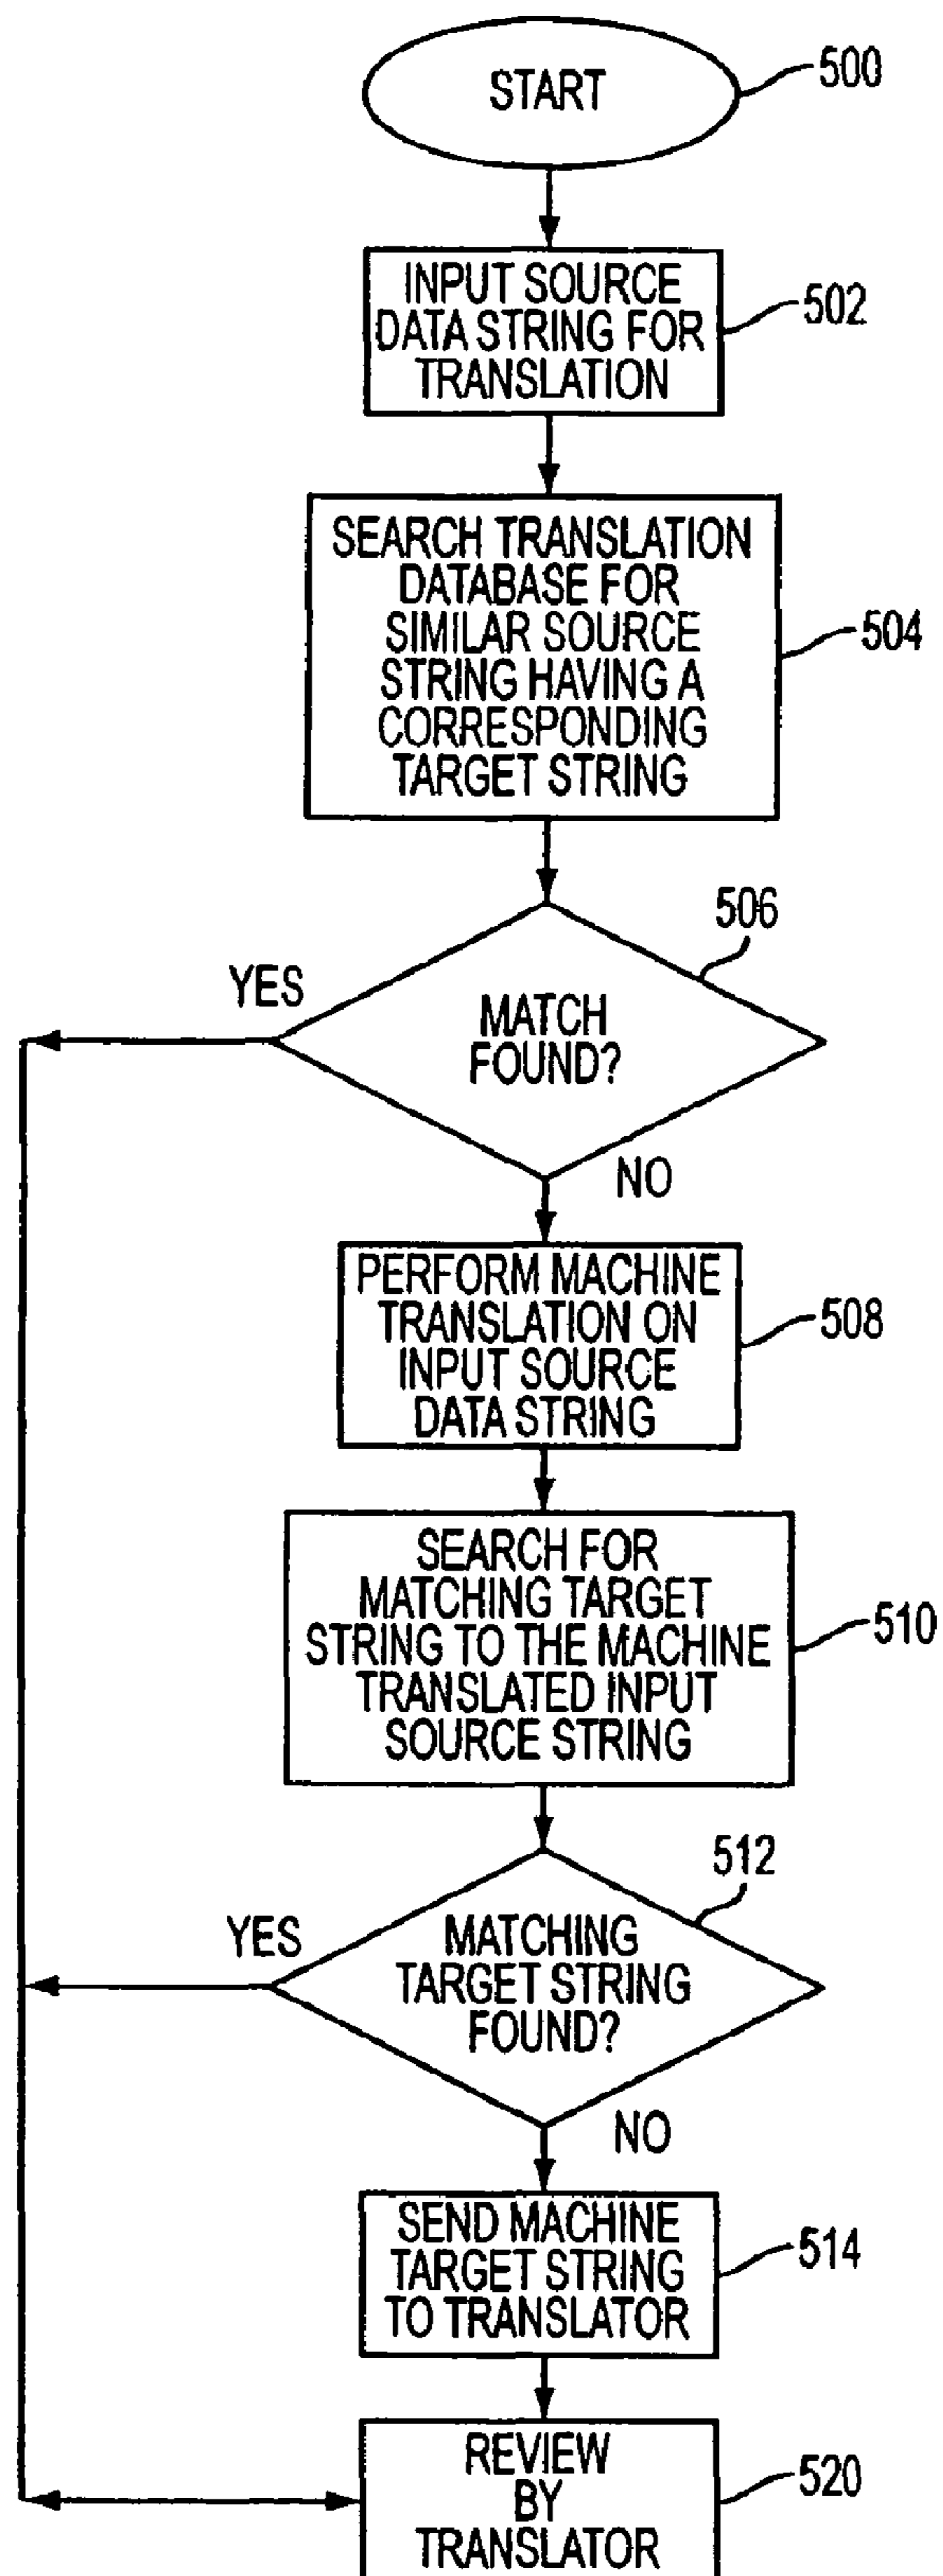 START
500
INPUT SOURCE
DATA STRING FOR
TRANSLATION
502
SEARCH TRANSLATION
DATABASE FOR
SIMILAR SOURCE
STRING HAVING A
CORRESPONDING
TARGET STRING
504
506
YES
MATCH
FOUND?
NO
PERFORM MACHINE
TRANSLATION ON
INPUT SOURCE
DATA STRING
508
SEARCH FOR
MATCHING TARGET
STRING TO THE MACHINE
TRANSLATED INPUT
SOURCE STRING
510
512
YES
MATCHING
TARGET STRING
FOUND?
NO
SEND MACHINE
TARGET STRING
TO TRANSLATOR
514
REVIEW
BY
TRANSLATOR
520